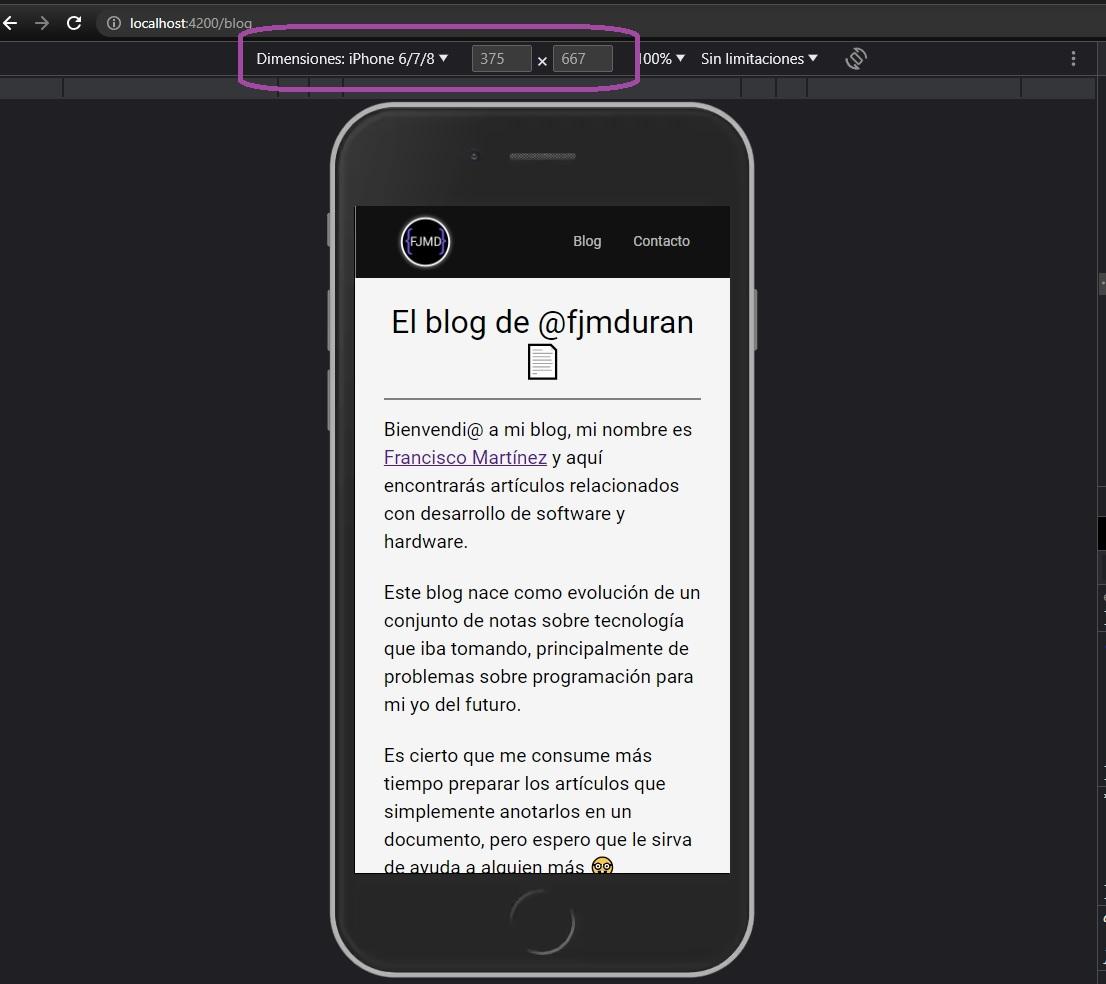 localhost:4200/blog
Dimensiones: iPhone 6/7/8 ▼ 375 × 667 100% ▼ Sin limitaciones ▼
{FJMD} Blog Contacto
El blog de @fjmduran
Bienvendi@ a mi blog, mi nombre es
Francisco Martínez y aquí
encontrarás artículos relacionados
con desarrollo de software y
hardware.
Este blog nace como evolución de un
conjunto de notas sobre tecnología
que iba tomando, principalmente de
problemas sobre programación para
mi yo del futuro.
Es cierto que me consume más
tiempo preparar los artículos que
simplemente anotarlos en un
documento, pero espero que le sirva
de ayuda a alguien más 🤓